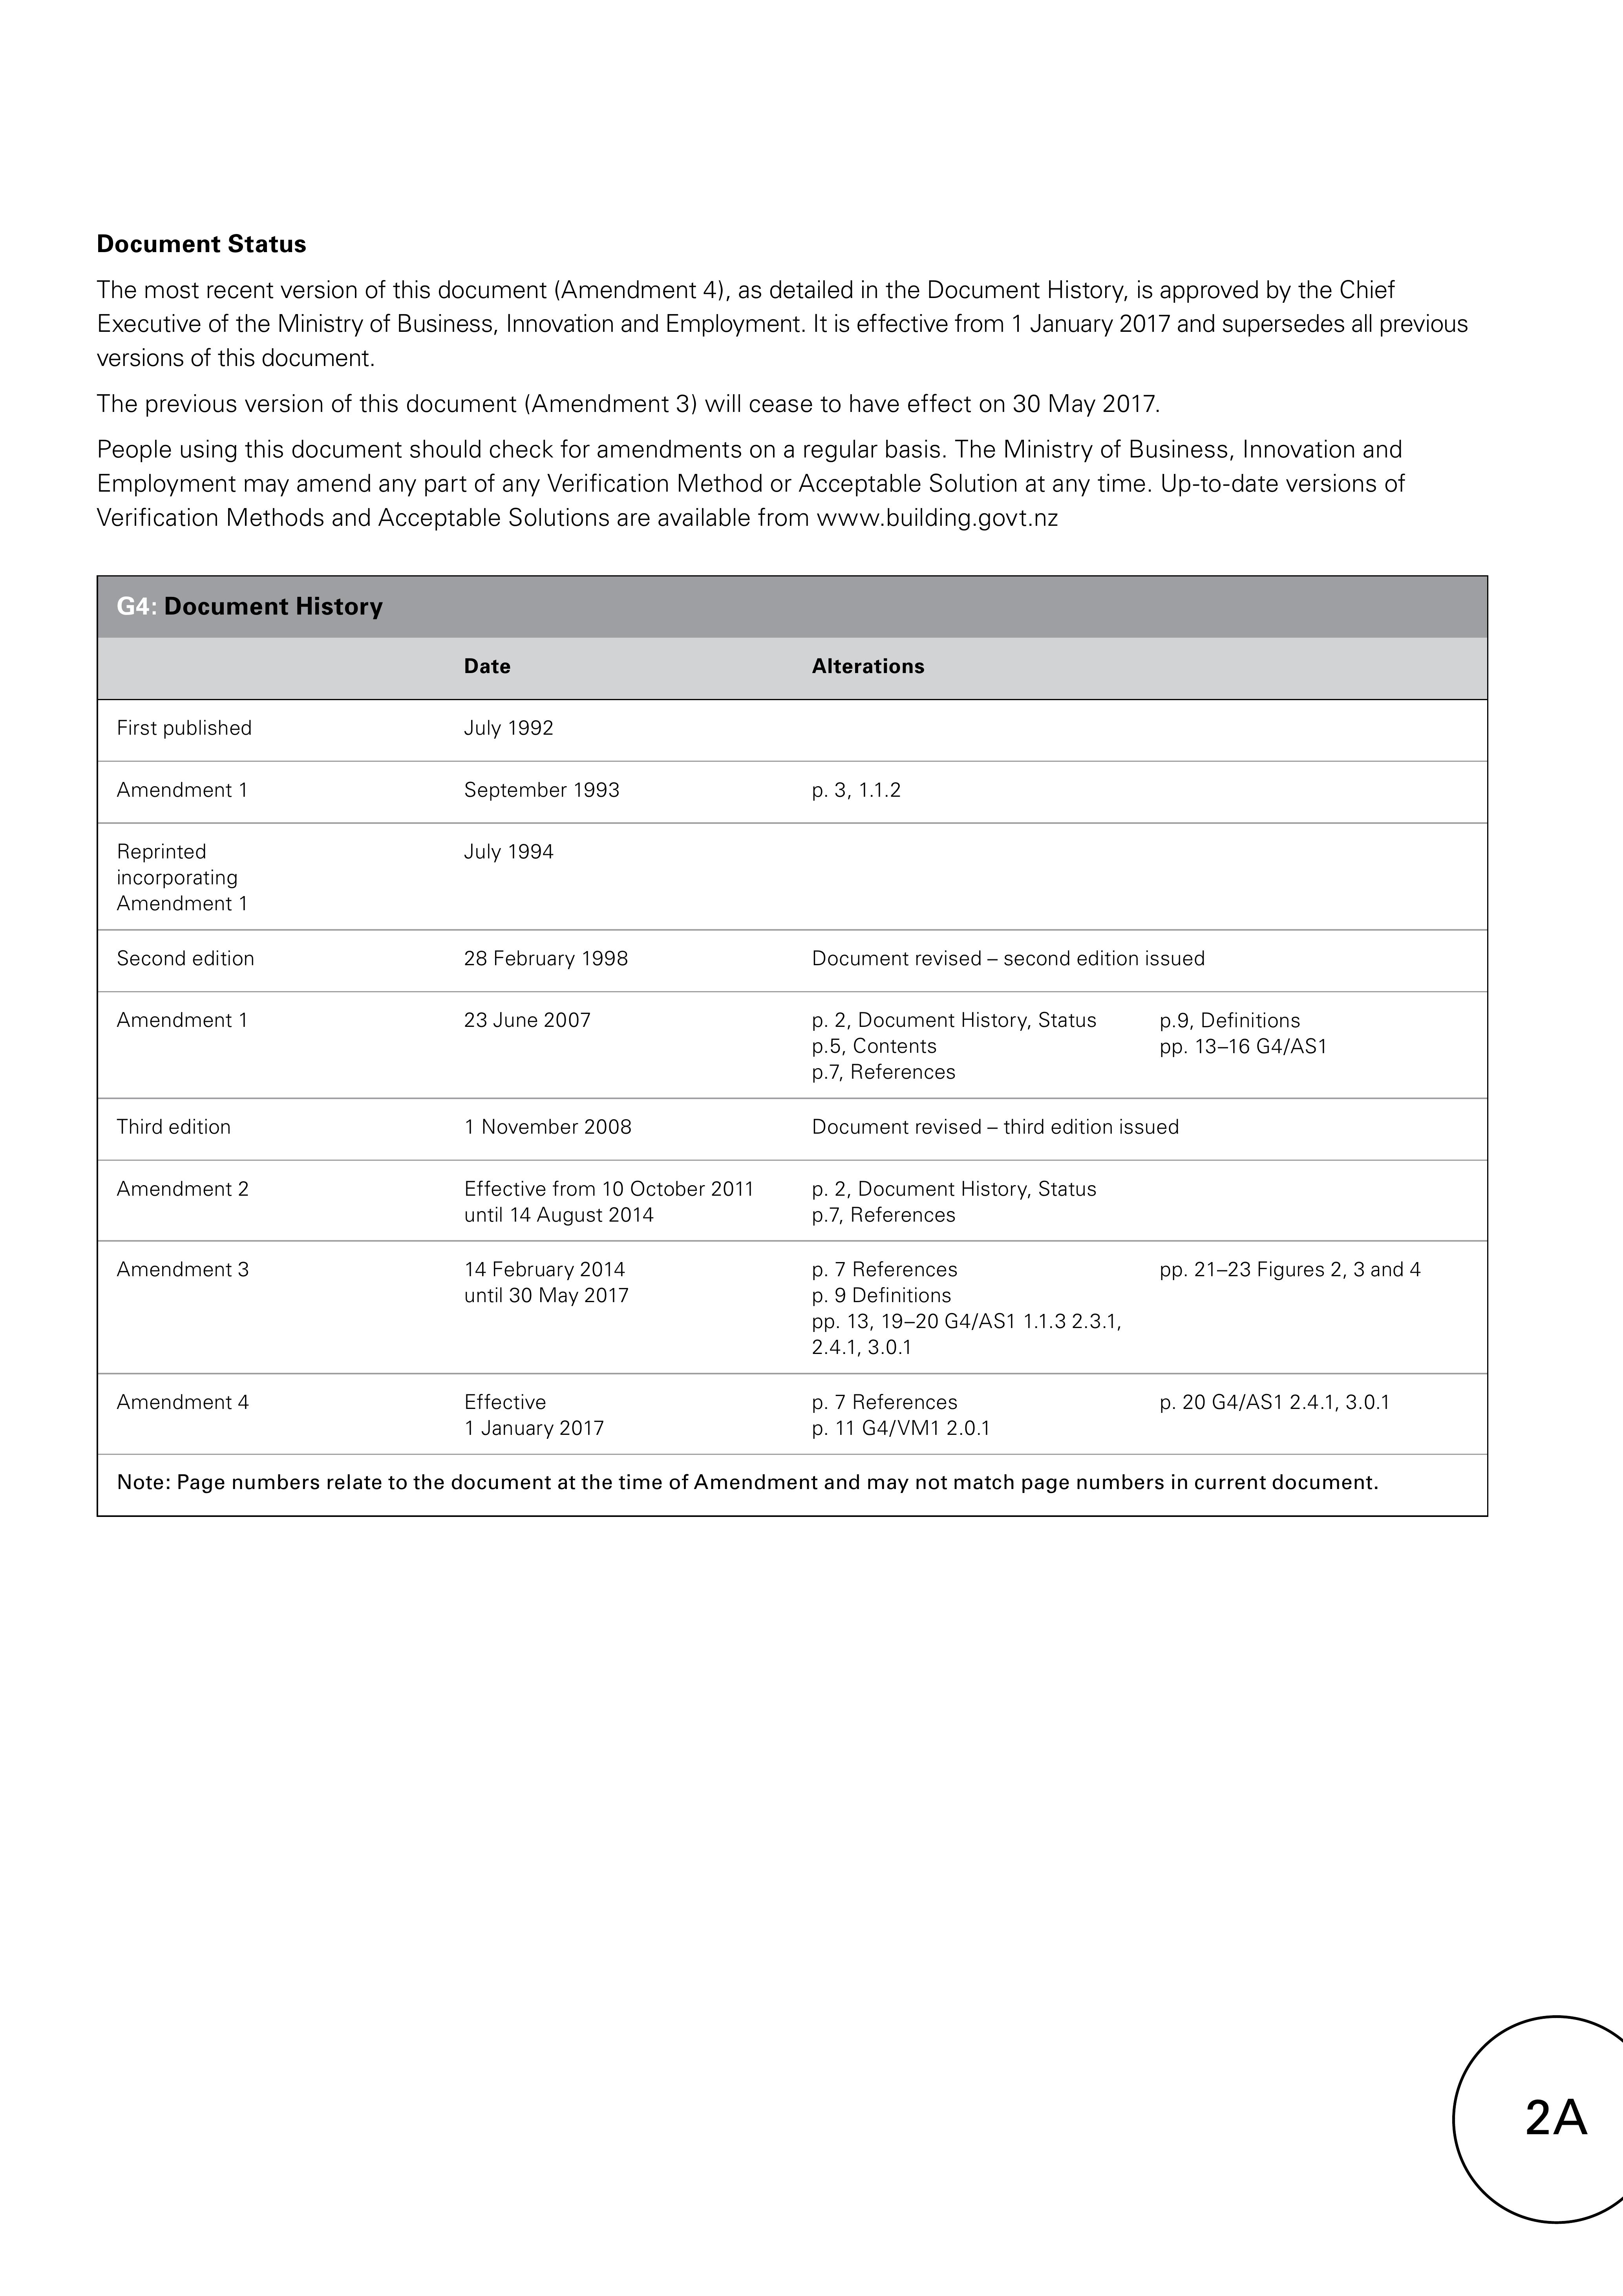 Document Status
The most recent version of this document (Amendment 4), as detailed in the Document History, is approved by the Chief
Executive of the Ministry of Business, Innovation and Employment. It is effective from 1 January 2017 and supersedes all previous
versions of this document.
The previous version of this document (Amendment 3) will cease to have effect on 30 May 2017.
People using this document should check for amendments on a regular basis. The Ministry of Business, Innovation and
Employment may amend any part of any Verification Method or Acceptable Solution at any time. Up-to-date versions of
Verification Methods and Acceptable Solutions are available from www.building.govt.nz
G4: Document History
Date Alterations
First published July 1992
Amendment 1 September 1993 p. 3, 1.1.2
Reprinted July 1994
incorporating
Amendment 1
Second edition 28 February 1998 Document revised – second edition issued
Amendment 1 23 June 2007 p. 2, Document History, Status p.9, Definitions
p.5, Contents pp. 13–16 G4/AS1
p.7, References
Third edition 1 November 2008 Document revised – third edition issued
Amendment 2 Effective from 10 October 2011 p. 2, Document History, Status
until 14 August 2014 p.7, References
Amendment 3 14 February 2014 p. 7 References pp. 21–23 Figures 2, 3 and 4
until 30 May 2017 p. 9 Definitions
pp. 13, 19–20 G4/AS1 1.1.3 2.3.1,
2.4.1, 3.0.1
Amendment 4 Effective p. 7 References p. 20 G4/AS1 2.4.1, 3.0.1
1 January 2017 p. 11 G4/VM1 2.0.1
Note: Page numbers relate to the document at the time of Amendment and may not match page numbers in current document.
2A